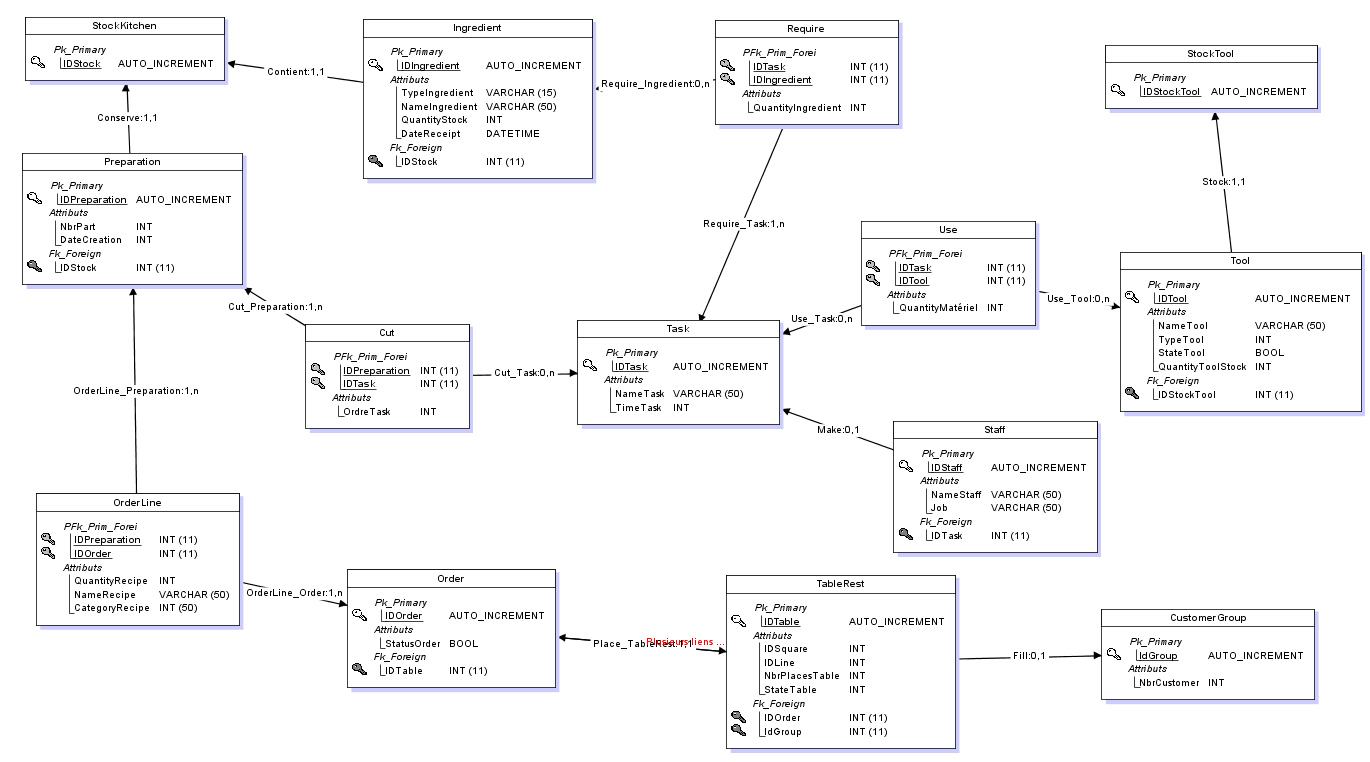 StockKitchen
Pk_Primary
IDStock AUTO_INCREMENT
Contient:1,1
Conserve:1,1
Ingredient
Pk_Primary
IDIngredient AUTO_INCREMENT
Attributs
TypeIngredient VARCHAR (15)
NameIngredient VARCHAR (50)
QuantityStock INT
DateReceipt DATETIME
Fk_Foreign
IDStock INT (11)
Require_Ingredient:0,n
Require
PFk_Prim_Forei
IDTask INT (11)
IDIngredient INT (11)
Attributs
QuantityIngredient INT
Require_Task:1,n
StockTool
Pk_Primary
IDStockTool AUTO_INCREMENT
Stock:1,1
Preparation
Pk_Primary
IDPreparation AUTO_INCREMENT
Attributs
NbrPart INT
DateCreation INT
Fk_Foreign
IDStock INT (11)
Cut_Preparation:1,n
Cut
PFk_Prim_Forei
IDPreparation INT (11)
IDTask INT (11)
Attributs
OrdreTask INT
Cut_Task:0,n
Task
Pk_Primary
IDTask AUTO_INCREMENT
Attributs
NameTask VARCHAR (50)
TimeTask INT
Use_Task:0,n
Use
PFk_Prim_Forei
IDTask INT (11)
IDTool INT (11)
Attributs
QuantityMatériel INT
Use_Tool:0,n
Tool
Pk_Primary
IDTool AUTO_INCREMENT
Attributs
NameTool VARCHAR (50)
TypeTool INT
StateTool BOOL
QuantityToolStock INT
Fk_Foreign
IDStockTool INT (11)
OrderLine_Preparation:1,n
Make:0,1
Staff
Pk_Primary
IDStaff AUTO_INCREMENT
Attributs
NameStaff VARCHAR (50)
Job VARCHAR (50)
Fk_Foreign
IDTask INT (11)
OrderLine
PFk_Prim_Forei
IDPreparation INT (11)
IDOrder INT (11)
Attributs
QuantityRecipe INT
NameRecipe VARCHAR (50)
CategoryRecipe INT (50)
OrderLine_Order:1,n
Order
Pk_Primary
IDOrder AUTO_INCREMENT
Attributs
StatusOrder BOOL
Fk_Foreign
IDTable INT (11)
Place_TableRest:1,1
Plusieurs liens ...
TableRest
Pk_Primary
IDTable AUTO_INCREMENT
Attributs
IDSquare INT
IDLine INT
NbrPlacesTable INT
StateTable INT
Fk_Foreign
IDOrder INT (11)
IdGroup INT (11)
Fill:0,1
CustomerGroup
Pk_Primary
IdGroup AUTO_INCREMENT
Attributs
NbrCustomer INT